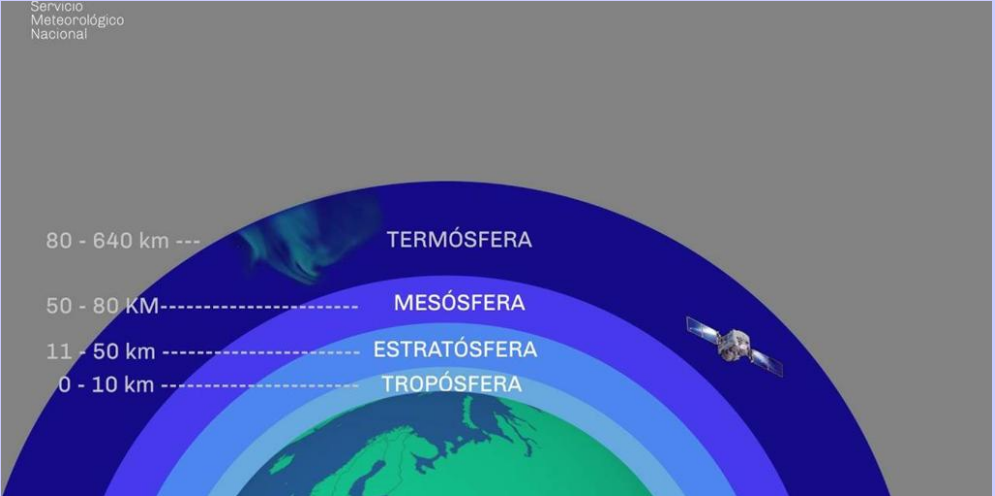 Servicio
Meteorológico
Nacional
80 - 640 km --- TERMÓSFERA
50 - 80 KM-------------------- MESÓSFERA
11 - 50 km -------------------- ESTRATÓSFERA
0 - 10 km -------------------- TROPÓSFERA